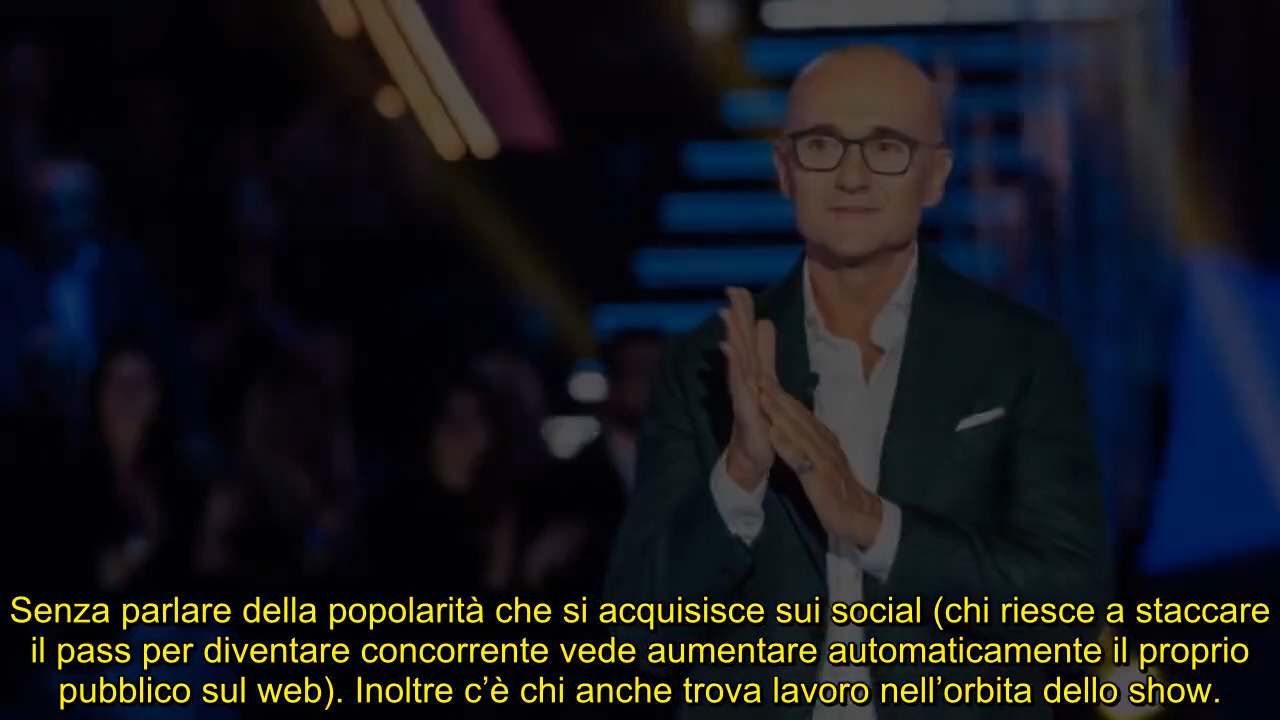 Senza parlare della popolarità che si acquisisce sui social (chi riesce a staccare
il pass per diventare concorrente vede aumentare automaticamente il proprio
pubblico sul web). Inoltre c’è chi anche trova lavoro nell’orbita dello show.